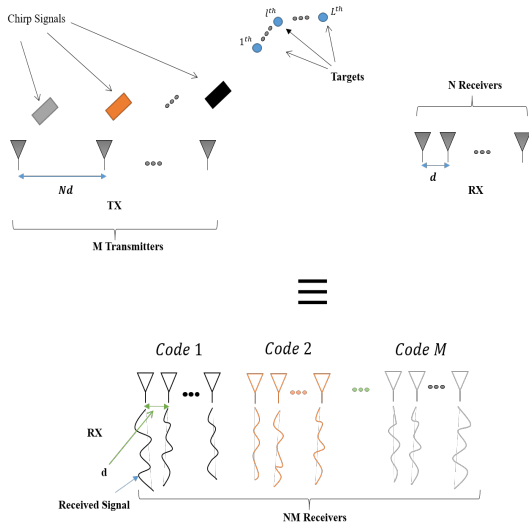 Chirp Signals
1^{th}
l^{th}
L^{th}
Targets
N Receivers
Nd
TX
M Transmitters
d
RX
Code 1
Code 2
Code M
RX
d
Received Signal
NM Receivers